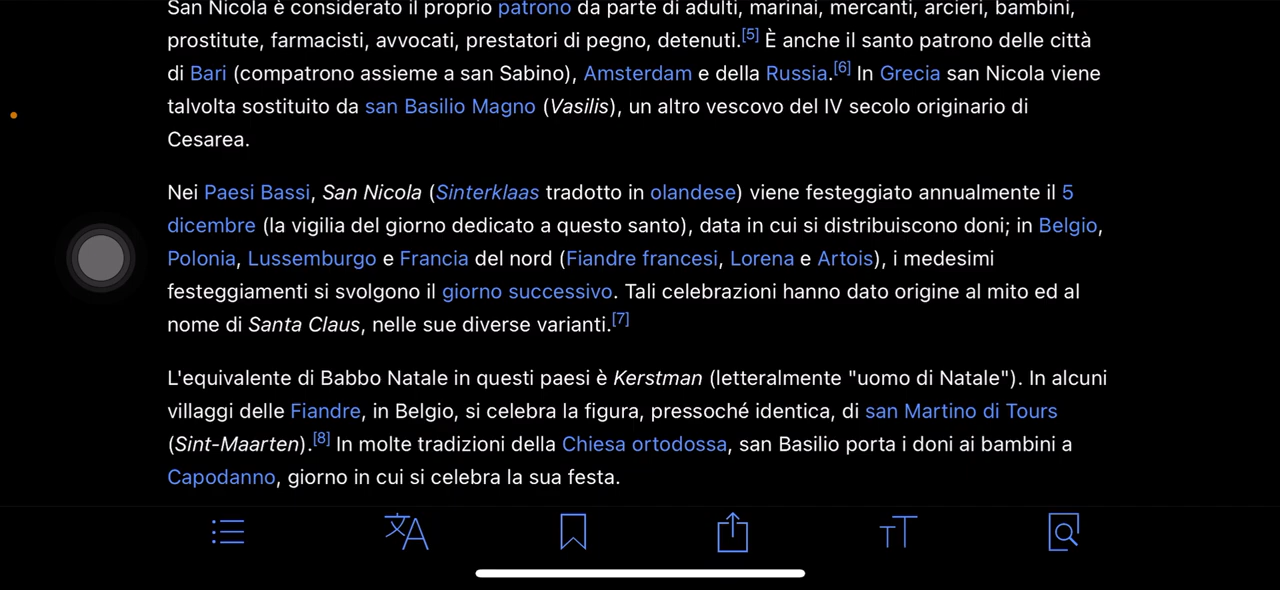 San Nicola è considerato il proprio patrono da parte di adulti, marinai, mercanti, arcieri, bambini,
prostitute, farmacisti, avvocati, prestatori di pegno, detenuti.[5] È anche il santo patrono delle città
di Bari (compatrono assieme a san Sabino), Amsterdam e della Russia.[6] In Grecia san Nicola viene
talvolta sostituito da san Basilio Magno (Vasilis), un altro vescovo del IV secolo originario di
Cesarea.
Nei Paesi Bassi, San Nicola (Sinterklaas tradotto in olandese) viene festeggiato annualmente il 5
dicembre (la vigilia del giorno dedicato a questo santo), data in cui si distribuiscono doni; in Belgio,
Polonia, Lussemburgo e Francia del nord (Fiandre francesi, Lorena e Artois), i medesimi
festeggiamenti si svolgono il giorno successivo. Tali celebrazioni hanno dato origine al mito ed al
nome di Santa Claus, nelle sue diverse varianti.[7]
L'equivalente di Babbo Natale in questi paesi è Kerstman (letteralmente "uomo di Natale"). In alcuni
villaggi delle Fiandre, in Belgio, si celebra la figura, pressoché identica, di san Martino di Tours
(Sint-Maarten).[8] In molte tradizioni della Chiesa ortodossa, san Basilio porta i doni ai bambini a
Capodanno, giorno in cui si celebra la sua festa.